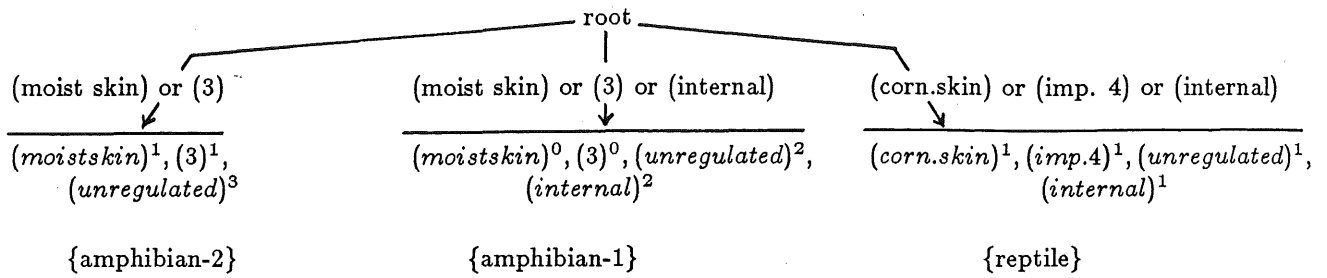 root
(moist skin) or (3) (moist skin) or (3) or (internal) (corn.skin) or (imp. 4) or (internal)
(moistskin)¹, (3)¹, (moistskin)⁰, (3)⁰, (unregulated)², (corn.skin)¹, (imp.4)¹, (unregulated)¹,
(unregulated)³ (internal)² (internal)¹
{amphibian-2} {amphibian-1} {reptile}